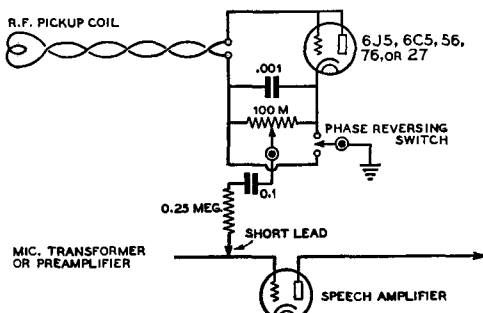 R.F. PICKUP COIL
6J5, 6C5, 56,
76, OR 27
.001
100 M
PHASE REVERSING
SWITCH
0.1
0.25 MEG.
SHORT LEAD
MIC. TRANSFORMER
OR PREAMPLIFIER
SPEECH AMPLIFIER